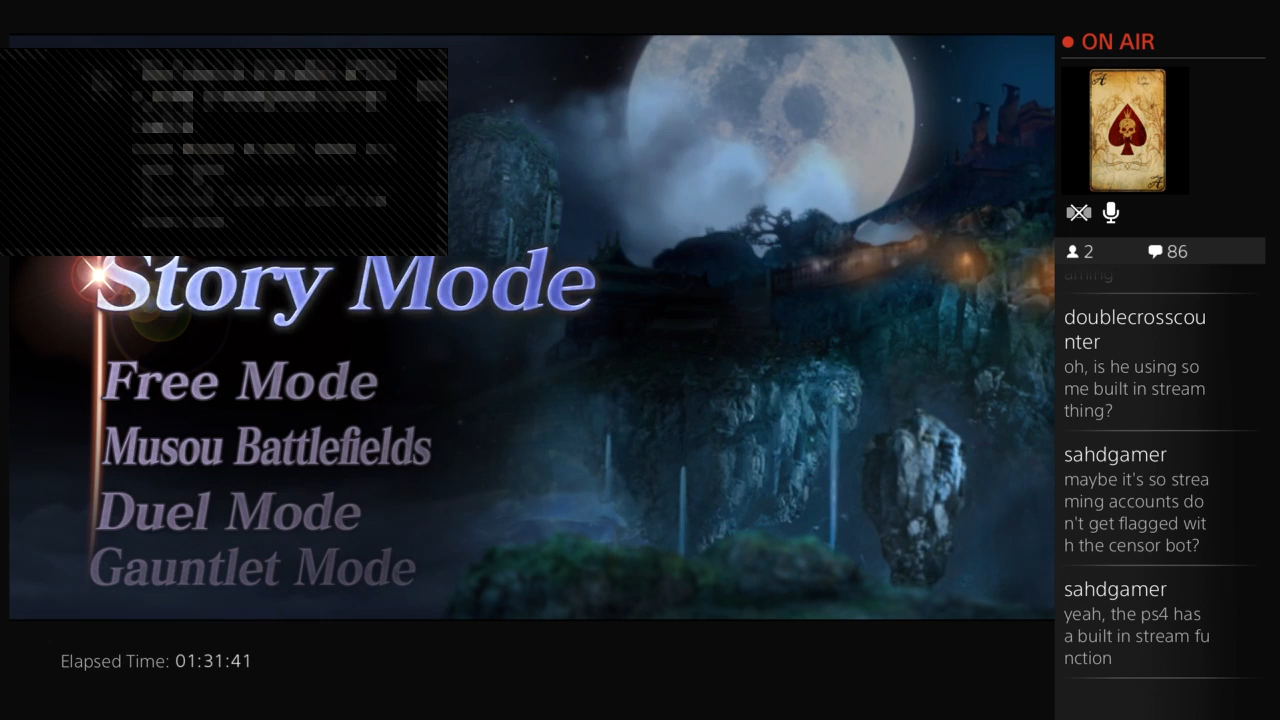 ON AIR
A
A
2
86
Story Mode
Free Mode
Musou Battlefields
Duel Mode
Gauntlet Mode
Elapsed Time: 01:31:41
doublecrosscou
nter
oh, is he using so
me built in stream
thing?
sahdgamer
maybe it's so strea
ming accounts do
n't get flagged wit
h the censor bot?
sahdgamer
yeah, the ps4 has
a built in stream fu
nction